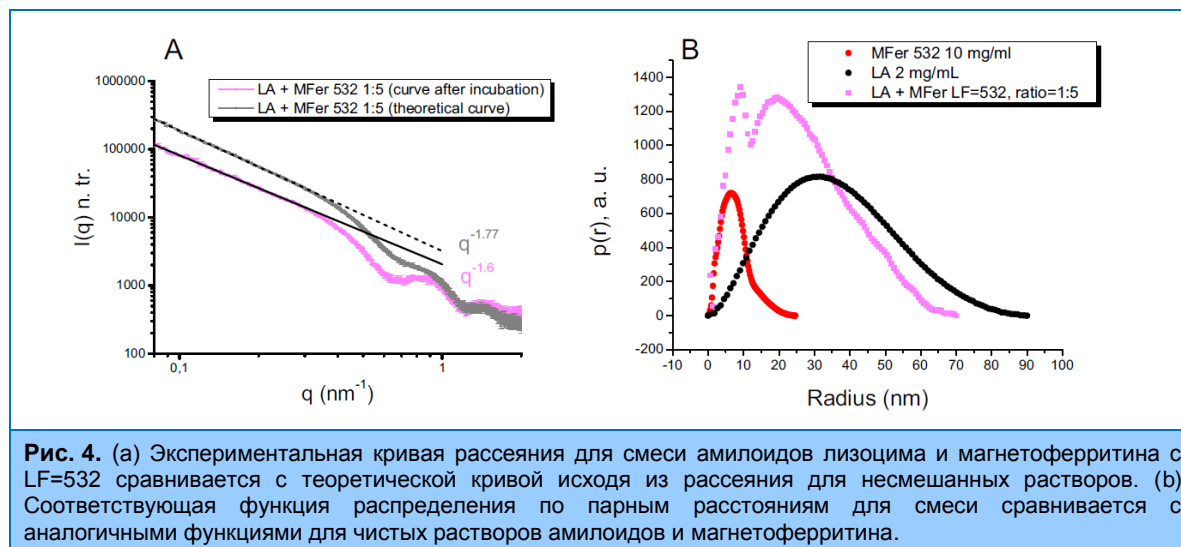 A
LA + MFer 532 1:5 (curve after incubation)
LA + MFer 532 1:5 (theoretical curve)
1000000
100000
10000
1000
100
I(q) n. tr.
q-1.77
q-1.6
0,1
1
q (nm-1)
B
MFer 532 10 mg/ml
LA 2 mg/mL
LA + MFer LF=532, ratio=1:5
1400
1200
1000
800
600
400
200
0
-200
p(r), a. u.
-10 0 10 20 30 40 50 60 70 80 90 100
Radius (nm)
Рис. 4. (a) Экспериментальная кривая рассеяния для смеси амилоидов лизоцима и магнетоферритина с
LF=532 сравнивается с теоретической кривой исходя из рассеяния для несмешанных растворов. (b)
Соответствующая функция распределения по парным расстояниям для смеси сравнивается с
аналогичными функциями для чистых растворов амилоидов и магнетоферритина.